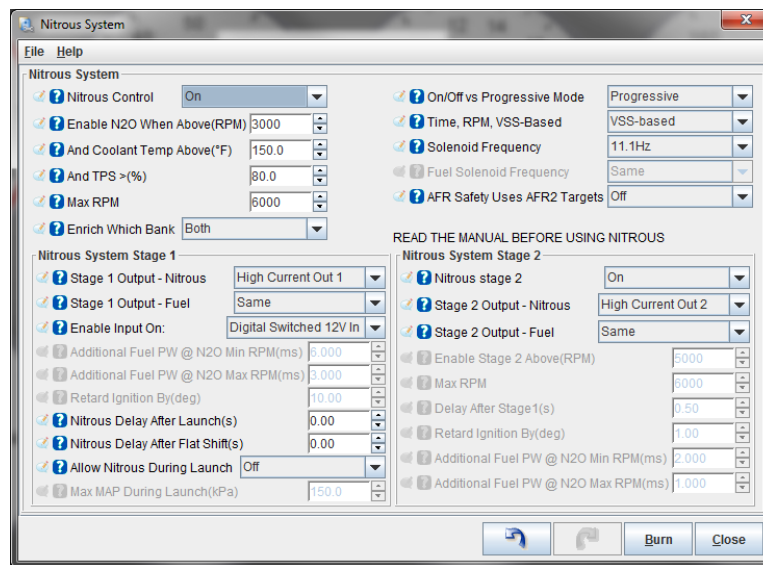 Nitrous System
File Help
Nitrous System
Nitrous Control On
Enable N2O When Above(RPM) 3000
And Coolant Temp Above(°F) 150.0
And TPS >(%) 80.0
Max RPM 6000
Enrich Which Bank Both
On/Off vs Progressive Mode Progressive
Time, RPM, VSS-Based VSS-based
Solenoid Frequency 11.1Hz
Fuel Solenoid Frequency Same
AFR Safety Uses AFR2 Targets Off
READ THE MANUAL BEFORE USING NITROUS
Nitrous System Stage 1
Stage 1 Output - Nitrous High Current Out 1
Stage 1 Output - Fuel Same
Enable Input On: Digital Switched 12V In
Additional Fuel PW @ N2O Min RPM(ms) 6.000
Additional Fuel PW @ N2O Max RPM(ms) 3.000
Retard Ignition By(deg) 10.00
Nitrous Delay After Launch(s) 0.00
Nitrous Delay After Flat Shift(s) 0.00
Allow Nitrous During Launch Off
Max MAP During Launch(kPa) 150.0
Nitrous System Stage 2
Nitrous stage 2 On
Stage 2 Output - Nitrous High Current Out 2
Stage 2 Output - Fuel Same
Enable Stage 2 Above(RPM) 5000
Max RPM 6000
Delay After Stage1(s) 0.50
Retard Ignition By(deg) 1.00
Additional Fuel PW @ N2O Min RPM(ms) 2.000
Additional Fuel PW @ N2O Max RPM(ms) 1.000
Burn Close